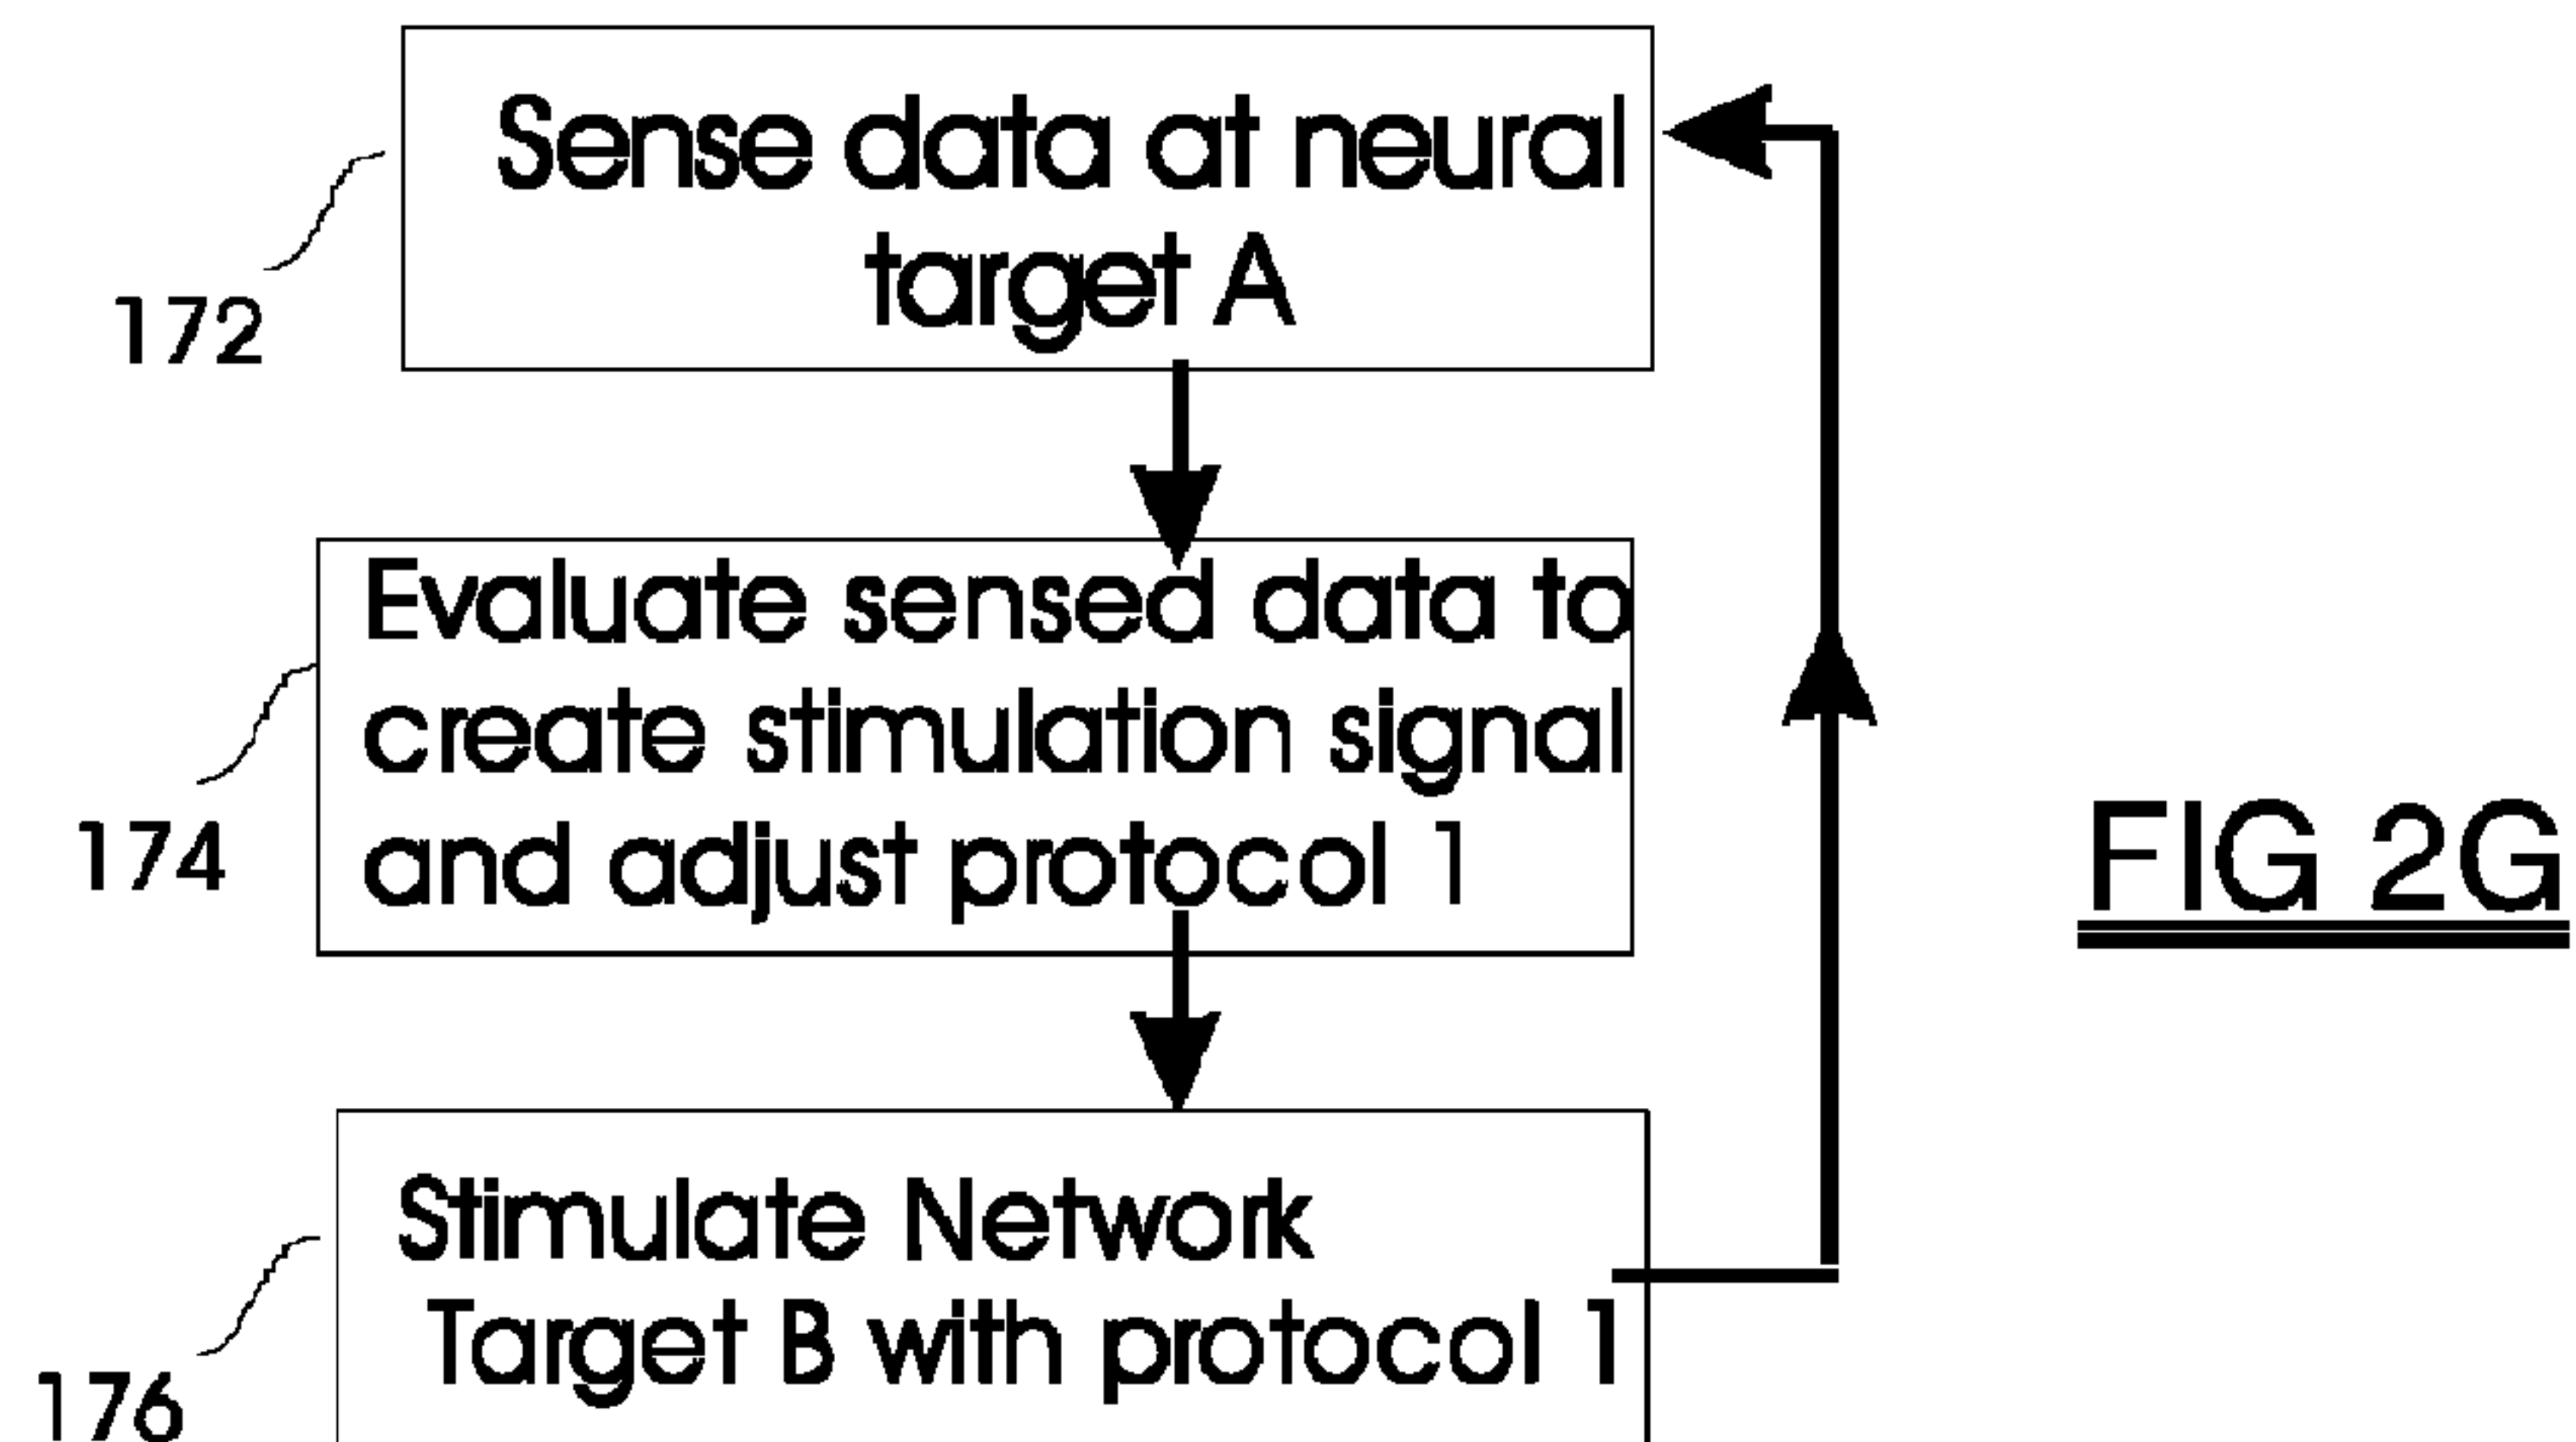 Sense data at neural
target A
172
Evaluate sensed data to
create stimulation signal
and adjust protocol 1
174
FIG 2G
Stimulate Network
Target B with protocol 1
176